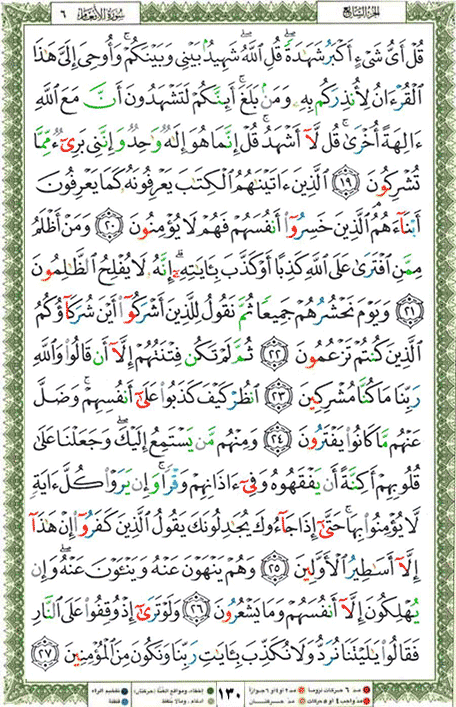 الجزء السابع سورة الأنعام ٦
قُلْ أَىُّ شَىْءٍ أَكْبَرُ شَهَٰدَةً ۖ قُلِ ٱللَّهُ ۖ شَهِيدٌۢ بَيْنِى وَبَيْنَكُمْ ۚ وَأُوحِىَ إِلَىَّ هَٰذَا
ٱلْقُرْءَانُ لِأُنذِرَكُم بِهِۦ وَمَنۢ بَلَغَ ۚ أَئِنَّكُمْ لَتَشْهَدُونَ أَنَّ مَعَ ٱللَّهِ
ءَالِهَةً أُخْرَىٰ ۚ قُل لَّآ أَشْهَدُ ۚ قُلْ إِنَّمَا هُوَ إِلَٰهٌ وَٰحِدٌ وَإِنَّنِى بَرِىٓءٌ مِّمَّا
تُشْرِكُونَ ١٩ ٱلَّذِينَ ءَاتَيْنَٰهُمُ ٱلْكِتَٰبَ يَعْرِفُونَهُۥ كَمَا يَعْرِفُونَ
أَبْنَآءَهُمُ ٱلَّذِينَ خَسِرُوٓا۟ أَنفُسَهُمْ فَهُمْ لَا يُؤْمِنُونَ ٢٠ وَمَنْ أَظْلَمُ
مِمَّنِ ٱفْتَرَىٰ عَلَى ٱللَّهِ كَذِبًا أَوْ كَذَّبَ بِـَٔايَٰتِهِۦٓ ۗ إِنَّهُۥ لَا يُفْلِحُ ٱلظَّٰلِمُونَ
٢١ وَيَوْمَ نَحْشُرُهُمْ جَمِيعًا ثُمَّ نَقُولُ لِلَّذِينَ أَشْرَكُوٓا۟ أَيْنَ شُرَكَآؤُكُمُ
ٱلَّذِينَ كُنتُمْ تَزْعُمُونَ ٢٢ ثُمَّ لَمْ تَكُن فِتْنَتُهُمْ إِلَّآ أَن قَالُوا۟ وَٱللَّهِ
رَبِّنَا مَا كُنَّا مُشْرِكِينَ ٢٣ ٱنظُرْ كَيْفَ كَذَبُوا۟ عَلَىٰٓ أَنفُسِهِمْ ۚ وَضَلَّ
عَنْهُم مَّا كَانُوا۟ يَفْتَرُونَ ٢٤ وَمِنْهُم مَّن يَسْتَمِعُ إِلَيْكَ ۖ وَجَعَلْنَا عَلَىٰ
قُلُوبِهِمْ أَكِنَّةً أَن يَفْقَهُوهُ وَفِىٓ ءَاذَانِهِمْ وَقْرًا ۚ وَإِن يَرَوْا۟ كُلَّ ءَايَةٍ
لَّا يُؤْمِنُوا۟ بِهَا ۚ حَتَّىٰٓ إِذَا جَآءُوكَ يُجَٰدِلُونَكَ يَقُولُ ٱلَّذِينَ كَفَرُوٓا۟ إِنْ هَٰذَآ
إِلَّآ أَسَٰطِيرُ ٱلْأَوَّلِينَ ٢٥ وَهُمْ يَنْهَوْنَ عَنْهُ وَيَنْـَٔوْنَ عَنْهُ ۖ وَإِن
يُهْلِكُونَ إِلَّآ أَنفُسَهُمْ وَمَا يَشْعُرُونَ ٢٦ وَلَوْ تَرَىٰٓ إِذْ وُقِفُوا۟ عَلَى ٱلنَّارِ
فَقَالُوا۟ يَٰلَيْتَنَا نُرَدُّ وَلَا نُكَذِّبَ بِـَٔايَٰتِ رَبِّنَا وَنَكُونَ مِنَ ٱلْمُؤْمِنِينَ ٢٧
١٣٠